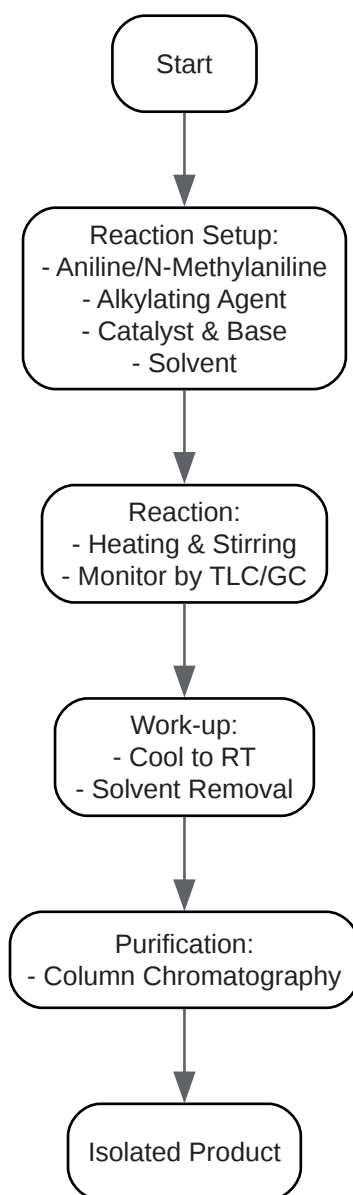 Start
Reaction Setup:
- Aniline/N-Methylaniline
- Alkylating Agent
- Catalyst & Base
- Solvent
Reaction:
- Heating & Stirring
- Monitor by TLC/GC
Work-up:
- Cool to RT
- Solvent Removal
Purification:
- Column Chromatography
Isolated Product